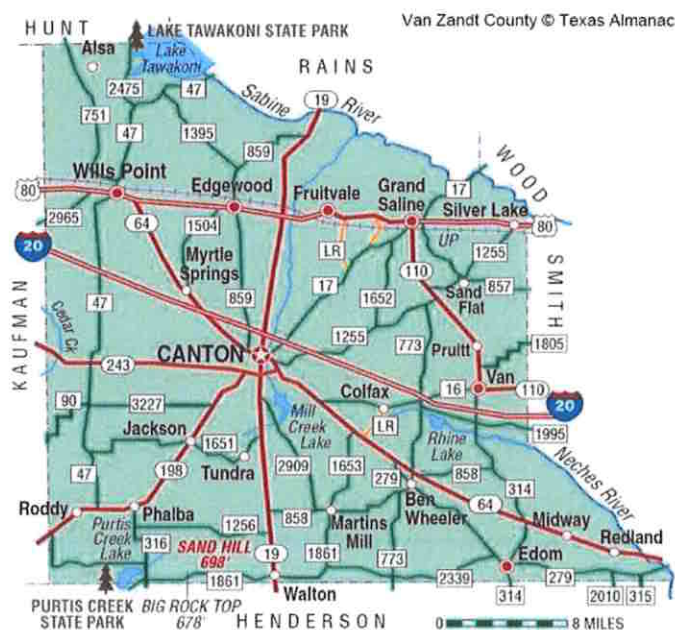 Van Zandt County © Texas Almanac
HUNT
LAKE TAWAKONI STATE PARK
Alsa
Lake
Tawakoni
RAINS
Sabine
River
19
2475
47
751
47
1395
859
WOOD
Wills Point
Edgewood
Fruitvale
Grand
Saline
17
Silver Lake
80
80
2965
64
1504
LR
UP
1255
20
Myrtle
Springs
17
110
SMITH
KAUFMAN
Cedar Ck
47
859
1652
Sand
Flat
857
1255
773
Pruitt
1805
CANTON
243
16
Van
110
20
90
3227
Colfax
Mill
Creek
Lake
LR
Rhine
Lake
1995
Jackson
1651
Neches River
47
198
Tundra
2909
1653
279
858
314
Ben
Wheeler
64
Roddy
Phalba
1256
858
Martins
Mill
Midway
Redland
Purtis
Creek
Lake
316
SAND HILL
698'
19
1861
773
Edom
1861
Walton
2339
314
279
2010
315
PURTIS CREEK
STATE PARK
BIG ROCK TOP
678'
HENDERSON
0
8 MILES